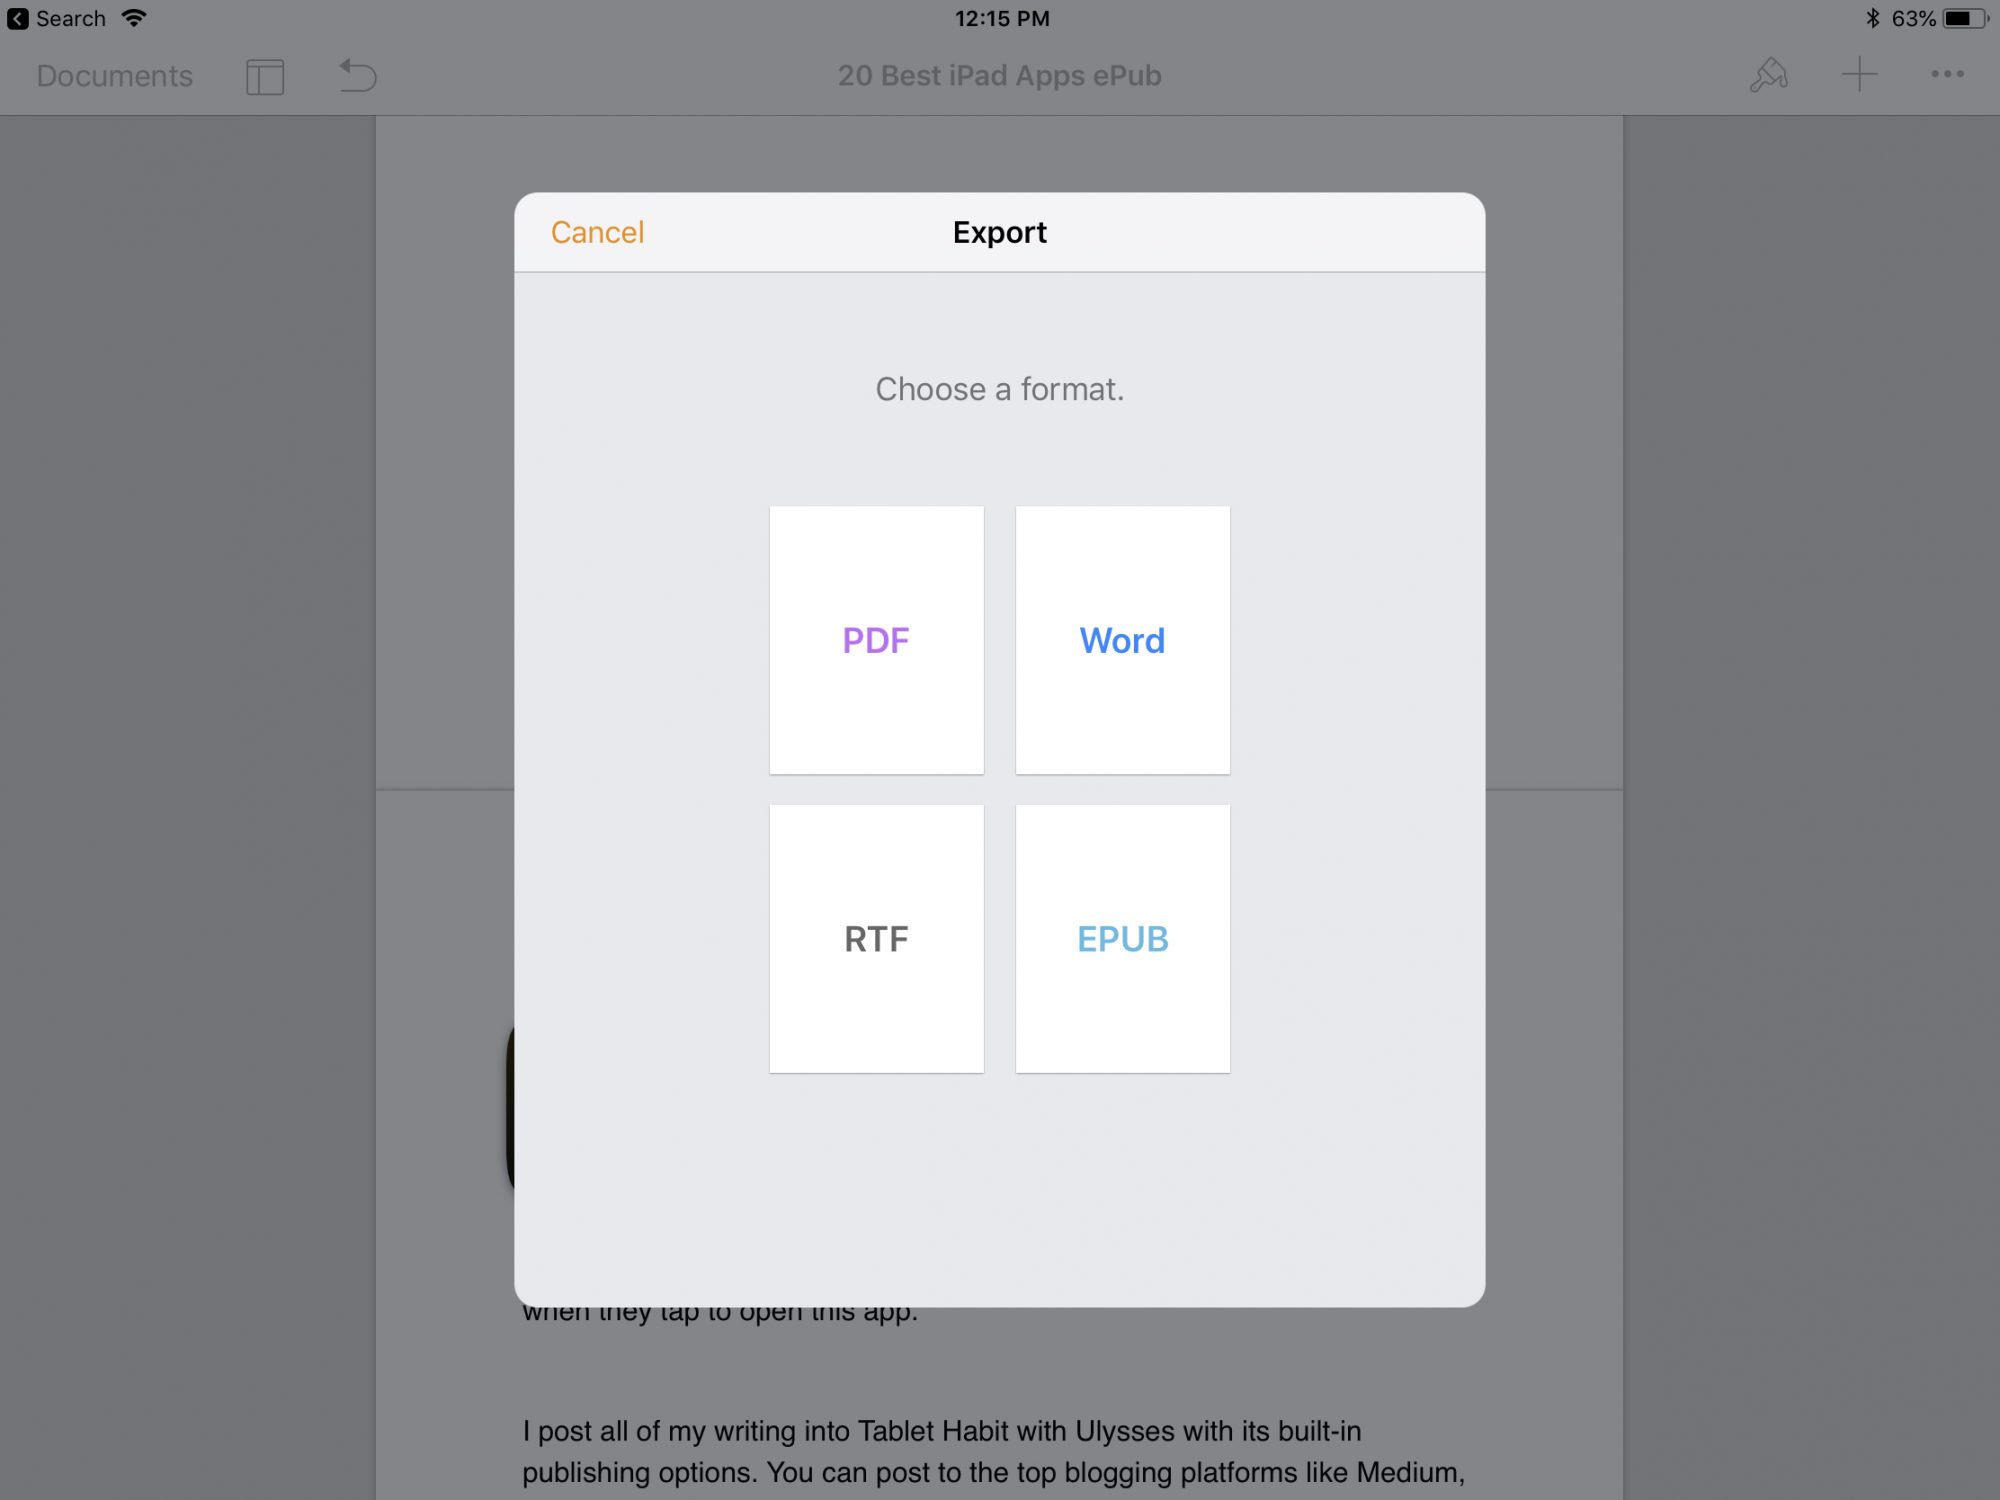 Search
12:15 PM
63%
Documents
20 Best iPad Apps ePub
Cancel
Export
Choose a format.
PDF
Word
RTF
EPUB
when they tap to open this app.
I post all of my writing into Tablet Habit with Ulysses with its built-in
publishing options. You can post to the top blogging platforms like Medium,